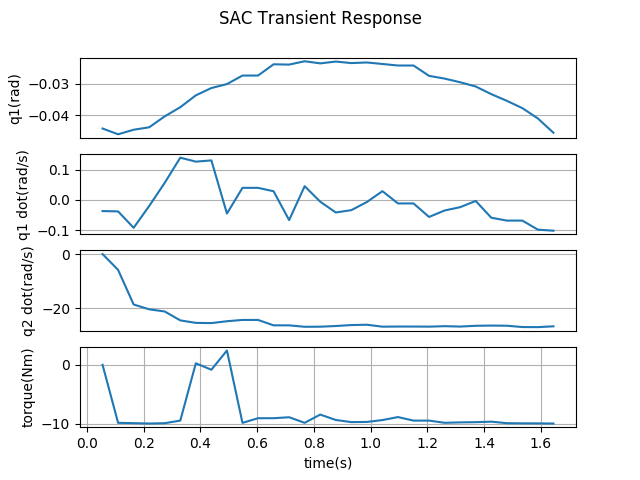 SAC Transient Response
q1(rad)
−0.03
−0.04
q1 dot(rad/s)
0.1
0.0
−0.1
q2 dot(rad/s)
0
−20
torque(Nm)
0
−10
0.0 0.2 0.4 0.6 0.8 1.0 1.2 1.4 1.6
time(s)